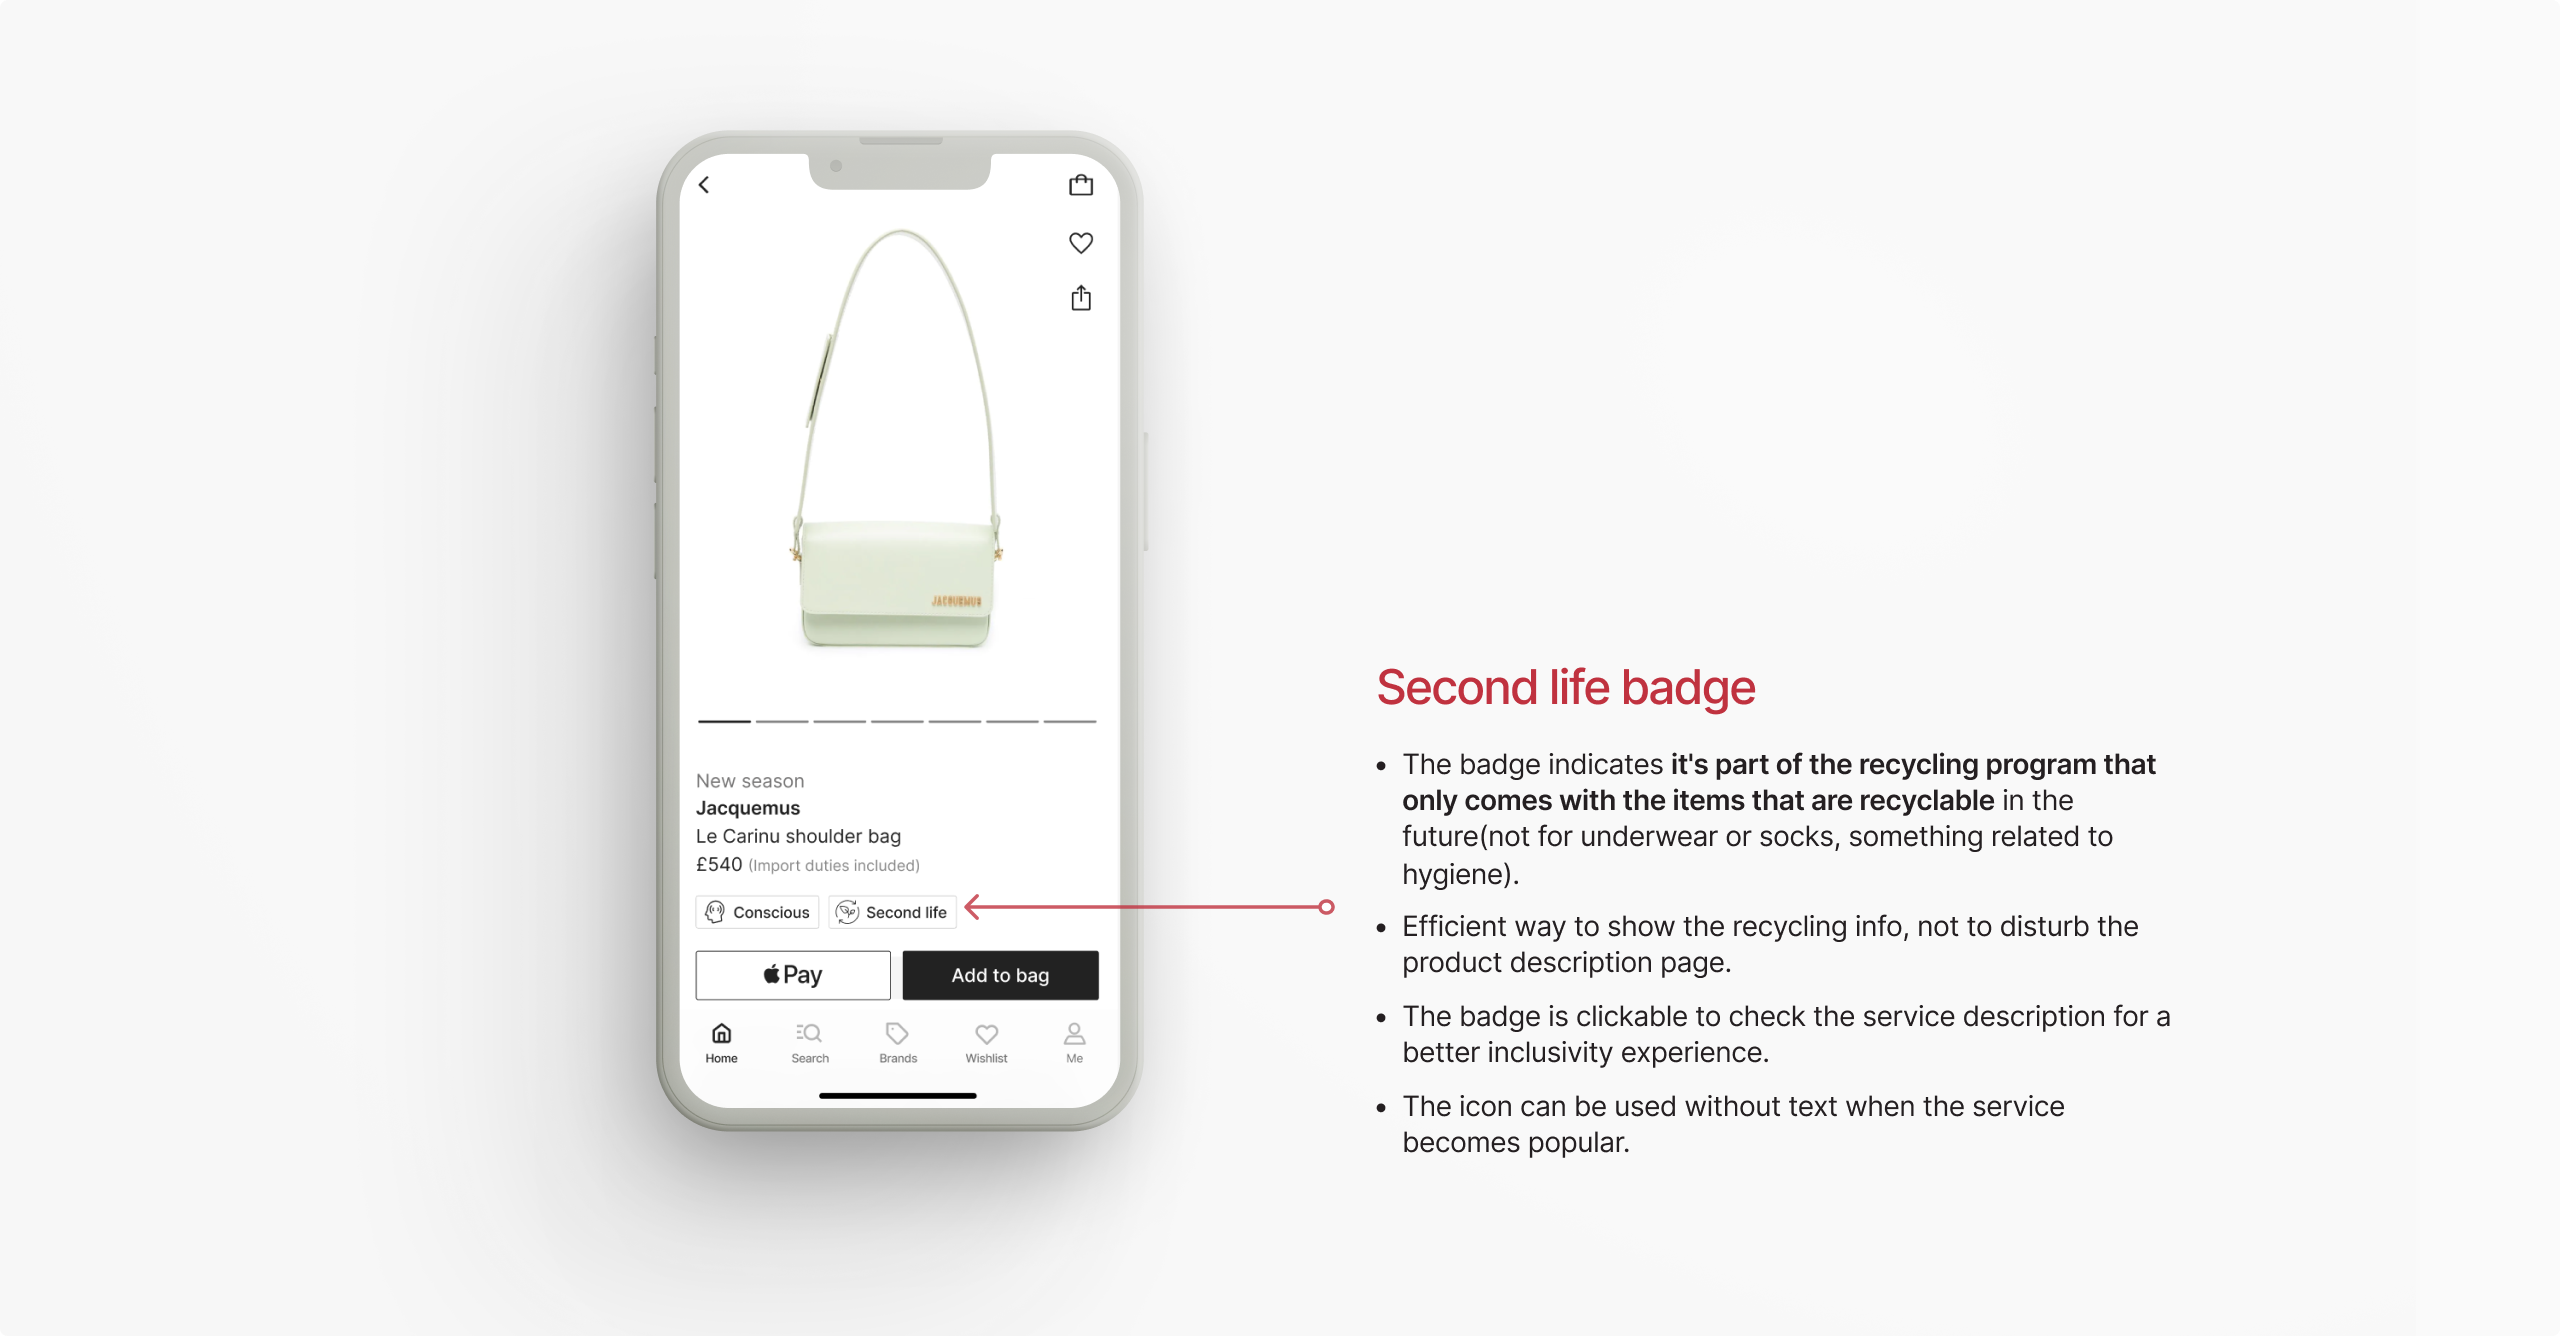 JACQUEMUS
New season
Jacquemus
Le Carinu shoulder bag
£540 (Import duties included)
Conscious
Second life
Pay
Add to bag
Home
Search
Brands
Wishlist
Me
Second life badge
• The badge indicates it's part of the recycling program that
only comes with the items that are recyclable in the
future(not for underwear or socks, something related to
hygiene).
• Efficient way to show the recycling info, not to disturb the
product description page.
• The badge is clickable to check the service description for a
better inclusivity experience.
• The icon can be used without text when the service
becomes popular.